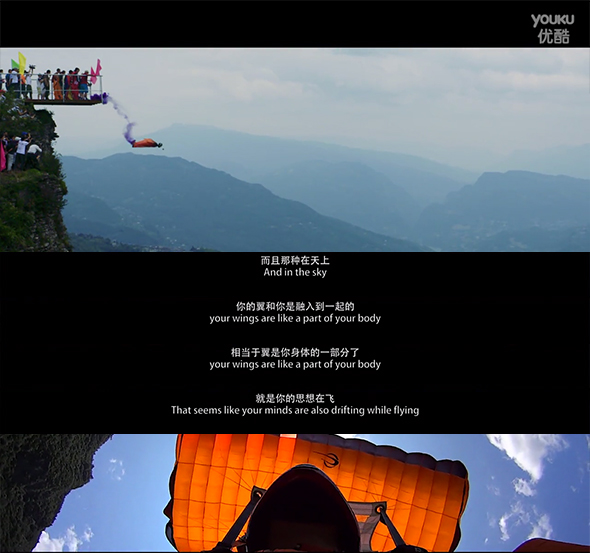 YOUKU
优酷
而且那种在天上
And in the sky
你的翼和你是融入到一起的
your wings are like a part of your body
相当于翼是你身体的一部分了
your wings are like a part of your body
就是你的思想在飞
That seems like your minds are also drifting while flying